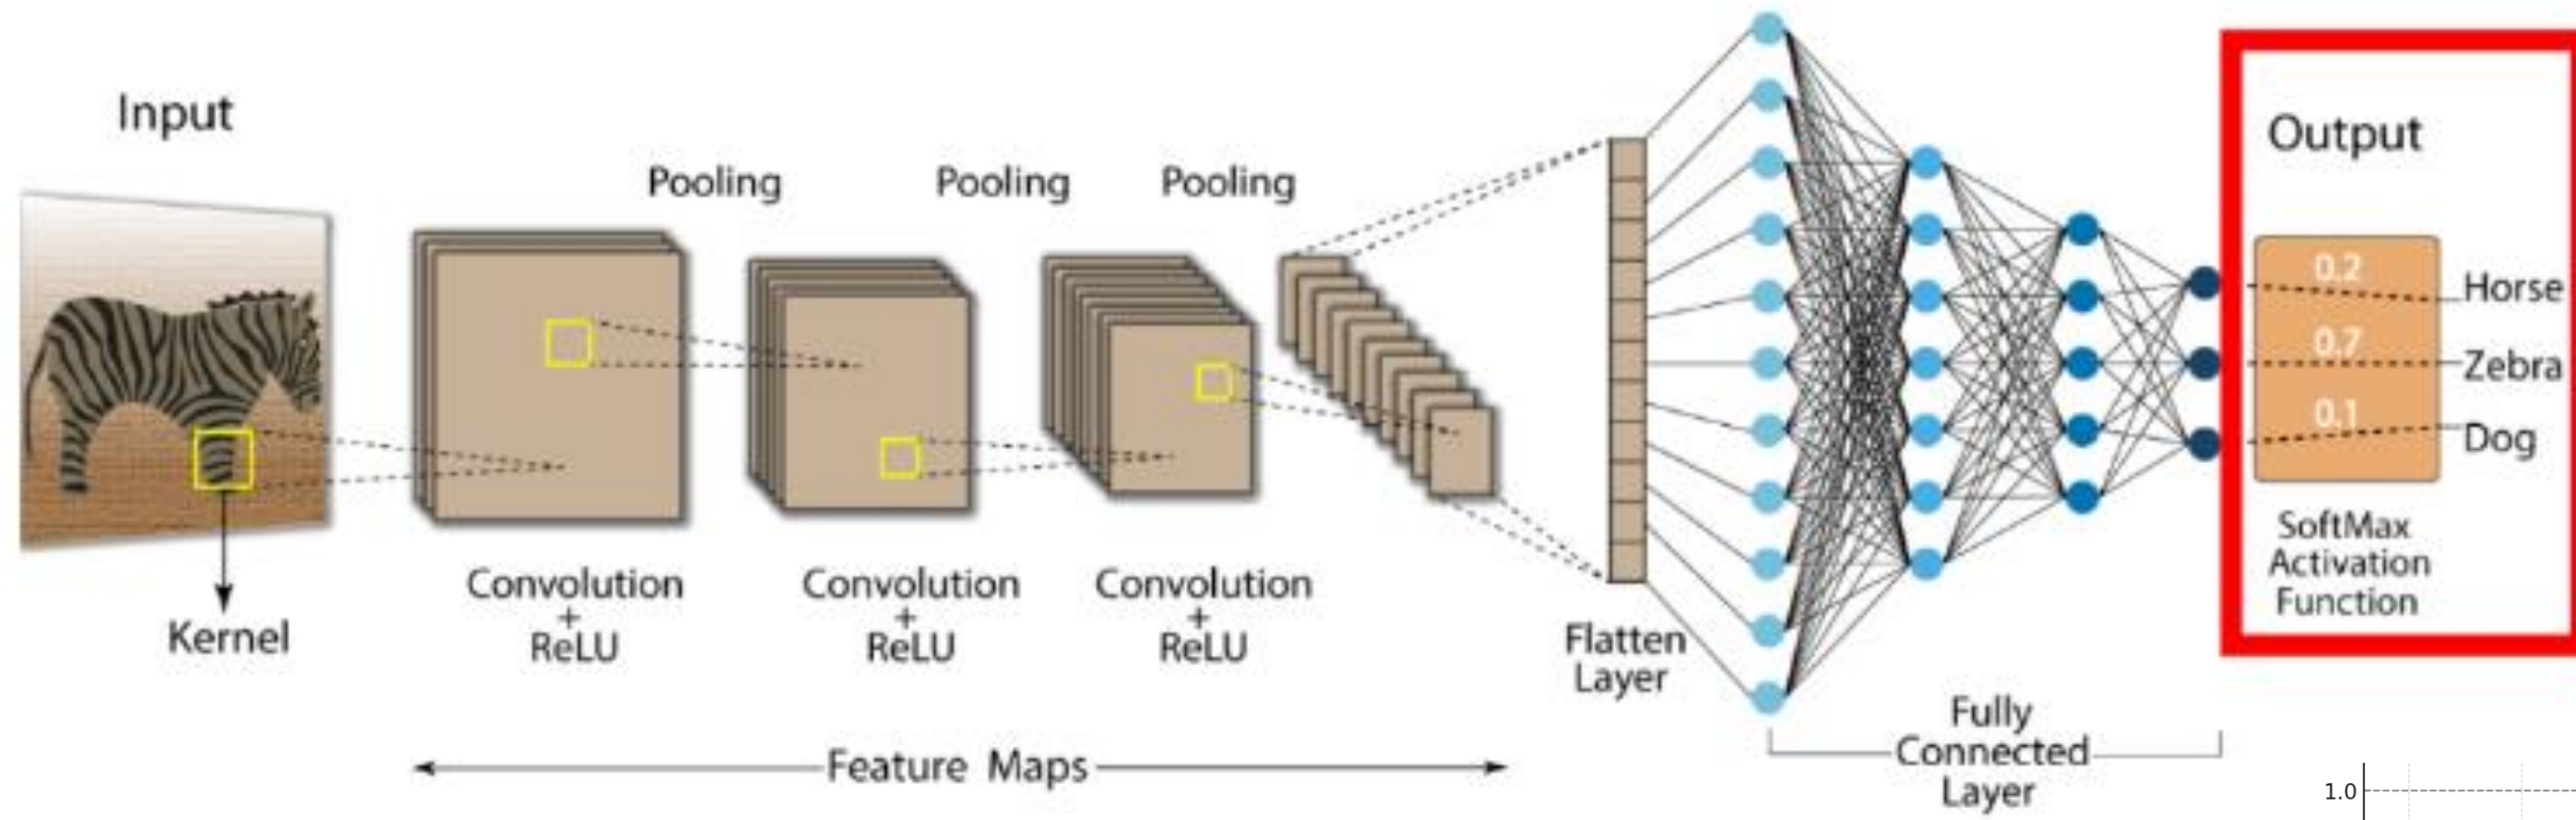 Input
Pooling
Pooling
Pooling
Output
0.2
Horse
0.7
Zebra
0.1
Dog
SoftMax
Activation
Function
Kernel
Convolution
+
ReLU
Convolution
+
ReLU
Convolution
+
ReLU
Flatten
Layer
Feature Maps
Fully
Connected
Layer
1.0